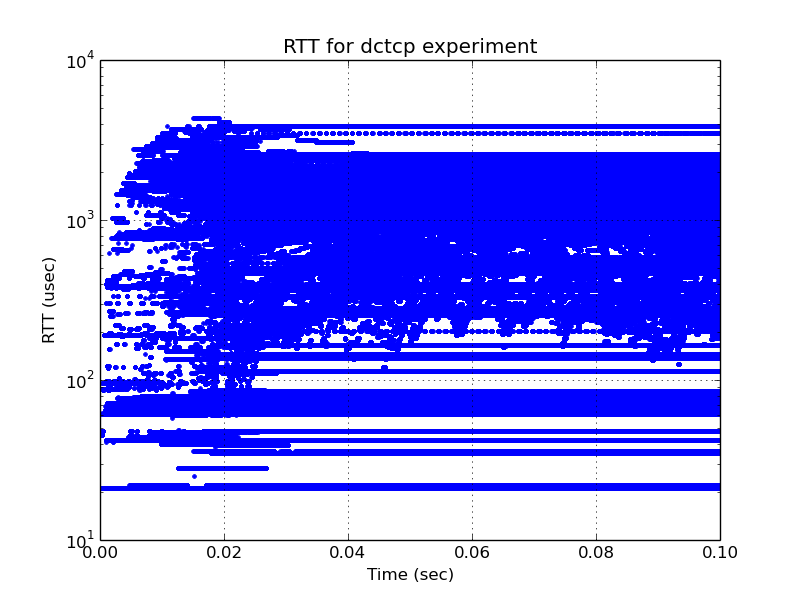 RTT for dctcp experiment
10^4
10^3
10^2
10^1
RTT (usec)
0.00 0.02 0.04 0.06 0.08 0.10
Time (sec)